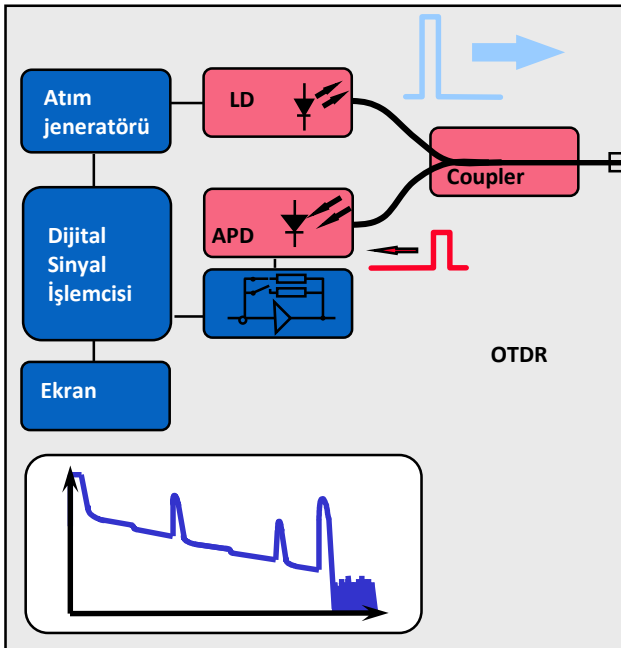 Atım
jeneratörü
LD
Coupler
APD
Dijital
Sinyal
İşlemcisi
OTDR
Ekran